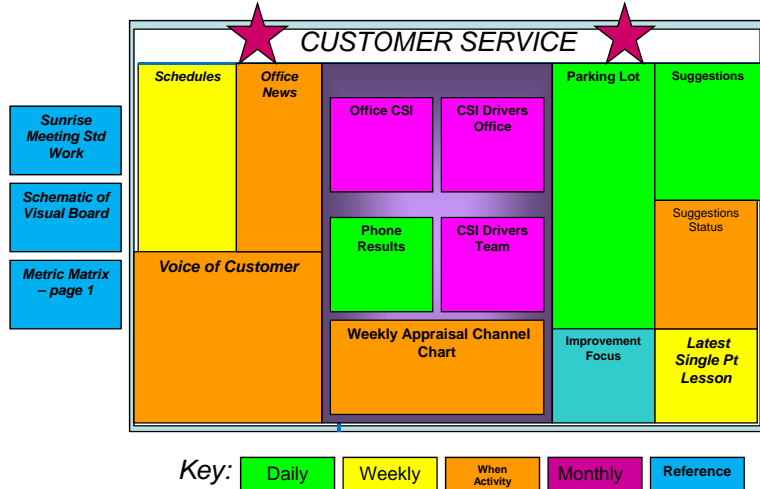 CUSTOMER SERVICE
Schedules
Office
News
Office CSI
CSI Drivers
Office
Parking Lot
Suggestions
Sunrise
Meeting Std
Work
Schematic of
Visual Board
Metric Matrix
– page 1
Phone
Results
CSI Drivers
Team
Suggestions
Status
Voice of Customer
Weekly Appraisal Channel
Chart
Improvement
Focus
Latest
Single Pt
Lesson
Key:
Daily
Weekly
When
Activity
Monthly
Reference